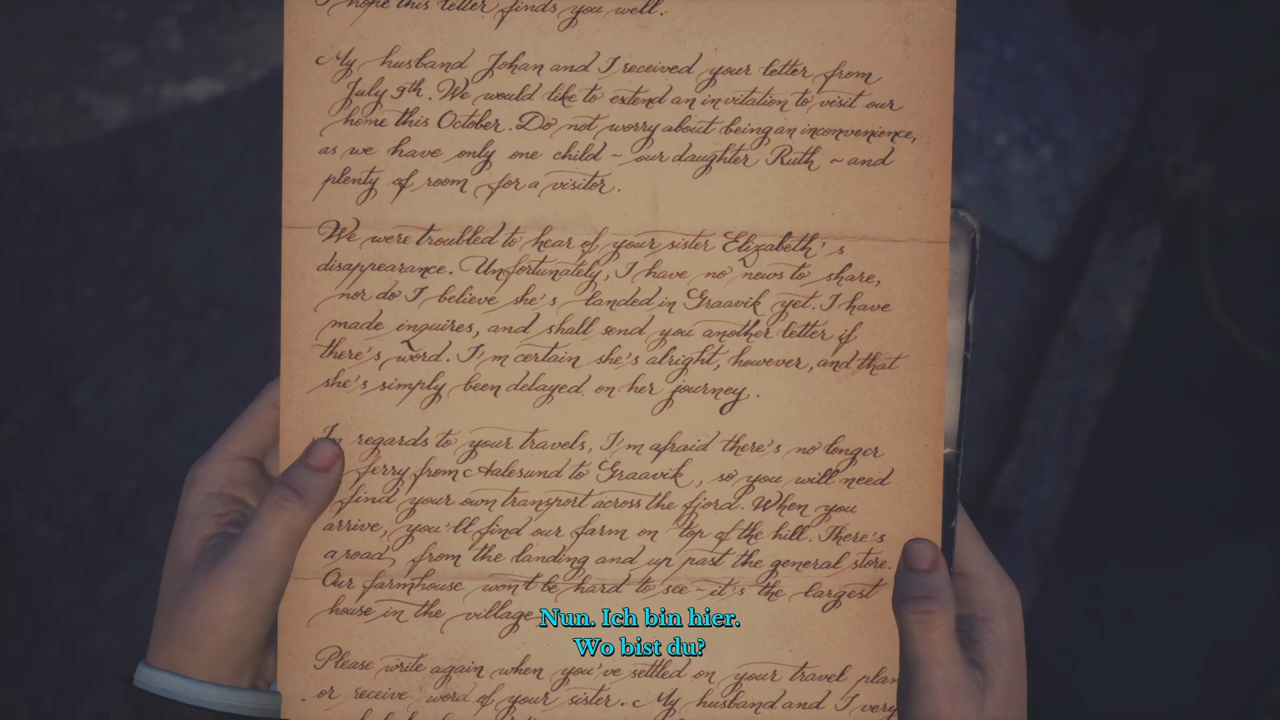 I hope this letter finds you well.
My husband Johan and I received your letter from
July 9th. We would like to extend an invitation to visit our
home this October. Do not worry about being an inconvenience,
as we have only one child ~ our daughter Ruth ~ and
plenty of room for a visitor.
We were troubled to hear of your sister Elizabeth's
disappearance. Unfortunately, I have no news to share,
nor do I believe she's landed in Graavik yet. I have
made inquires, and shall send you another letter if
there's word. I'm certain she's alright, however, and that
she's simply been delayed on her journey.
In regards to your travels, I'm afraid there's no longer
ferry from Aalesund to Graavik, so you will need
find your own transport across the fjord. When you
arrive, you'll find our farm on top of the hill. There's
a road from the landing and up past the general store.
Our farmhouse won't be hard to see ~ it's the largest
house in the village
Nun. Ich bin hier.
Wo bist du?
Please write again when you've settled on your travel plan
or receive word of your sister. My husband and I very